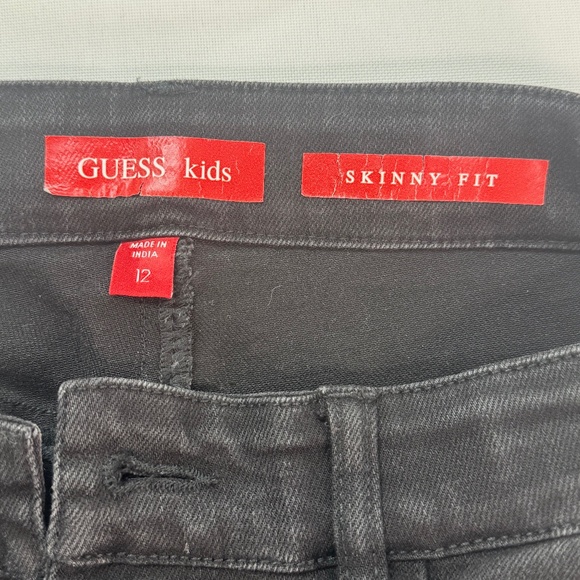 GUESS kids
SKINNY FIT
MADE IN
INDIA
12